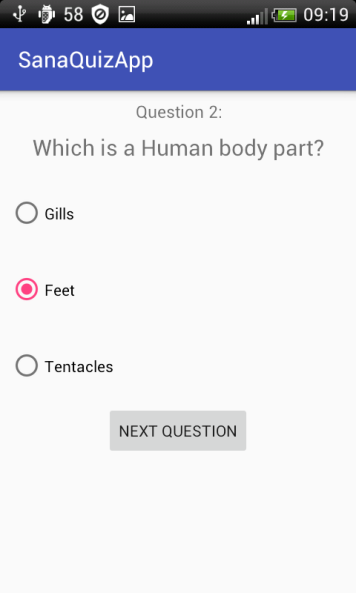 58 09:19
SanaQuizApp
Question 2:
Which is a Human body part?
Gills
Feet
Tentacles
NEXT QUESTION